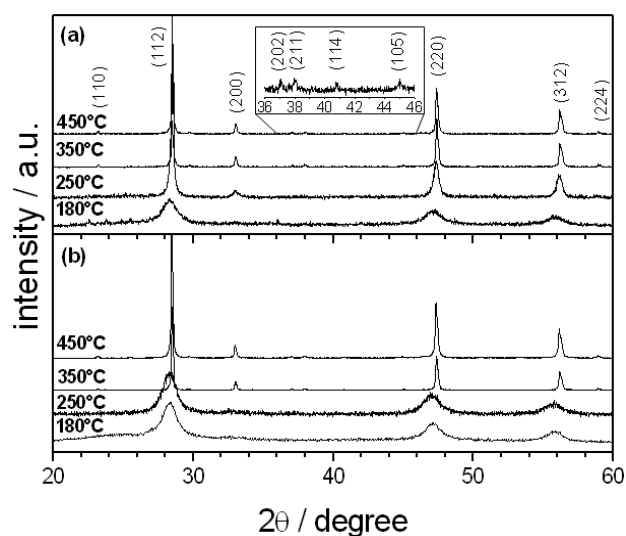 (a)
(110)
(112)
(200)
(202)
(211)
(114)
(105)
(220)
(312)
(224)
36 38 40 42 44 46
450°C
350°C
250°C
180°C
(b)
450°C
350°C
250°C
180°C
20 30 40 50 60
2θ / degree
intensity / a.u.